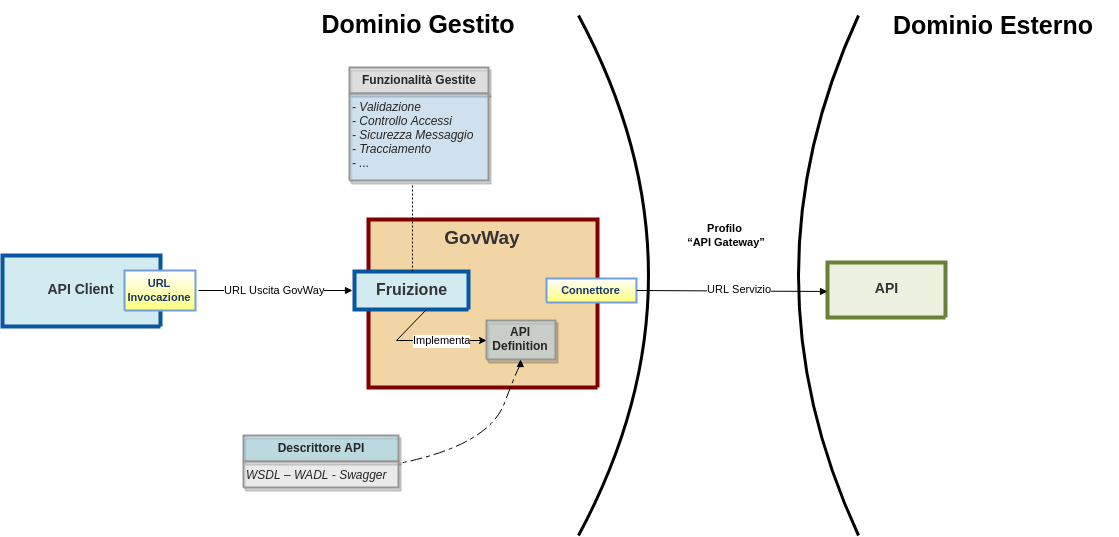 Dominio Gestito
Dominio Esterno
Funzionalità Gestite
- Validazione
- Controllo Accessi
- Sicurezza Messaggio
- Tracciamento
- ...
GovWay
Profilo
“API Gateway”
API Client
URL
Invocazione
URL Uscita GovWay
Fruizione
Connettore
URL Servizio
API
Implementa
API
Definition
Descrittore API
WSDL – WADL - Swagger